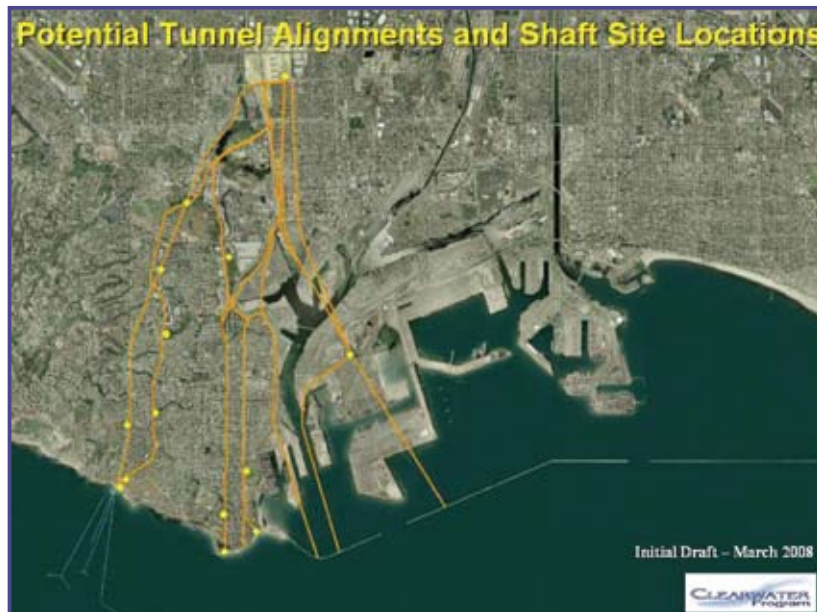 Potential Tunnel Alignments and Shaft Site Locations
Initial Draft – March 2008
CLEARWATER
Program